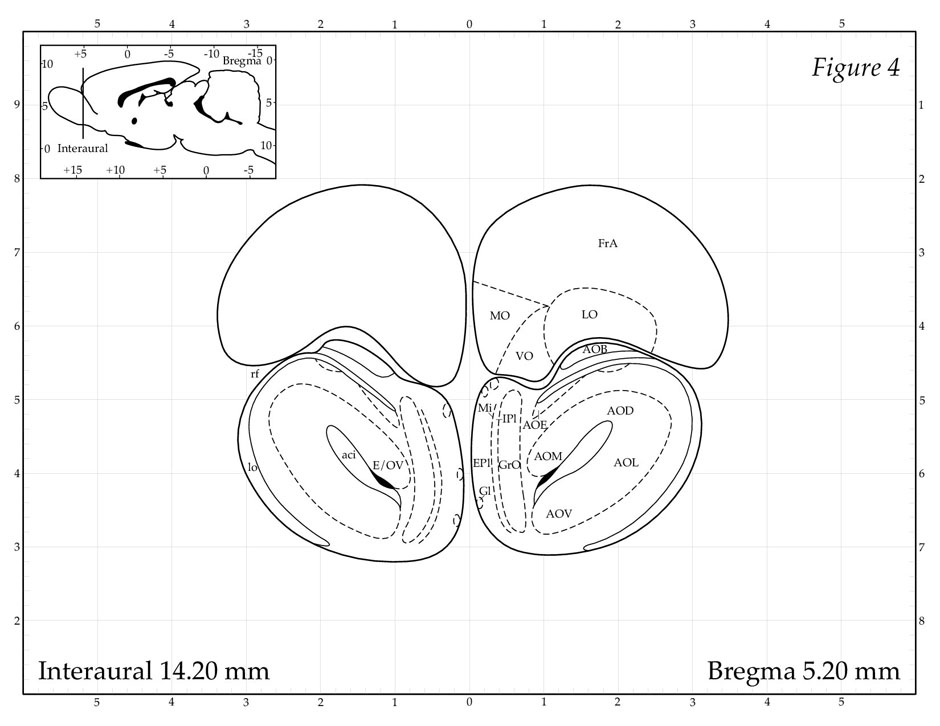 5 4 3 2 1 0 1 2 3 4 5
+5 0 -5 -10 -15
Bregma 0
10
5
5
0 Interaural
10
+15 +10 +5 0 -5
Figure 4
9 1
8 2
7 3
6 4
5 5
4 6
3 7
2 8
FrA
MO
LO
VO
AOB
rf
Mi
IPl
AOE
AOD
aci
E/OV
lo
EPl
GrO
AOM
AOL
Gl
AOV
Interaural 14.20 mm
Bregma 5.20 mm
5 4 3 2 1 0 1 2 3 4 5